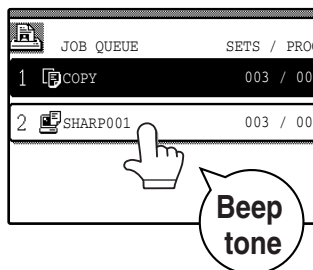 JOB QUEUE SETS / PRO
1 COPY 003 / 00
2 SHARP001 003 / 00
Beep
tone